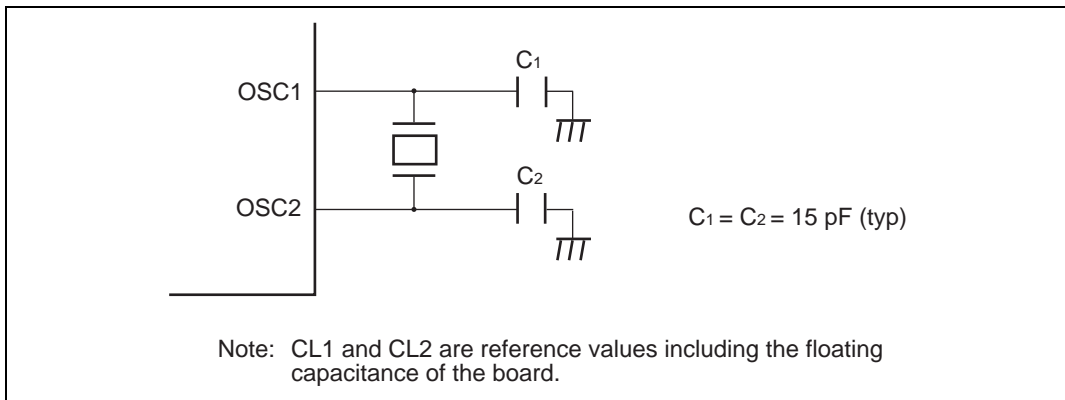 C1
OSC1
C2
OSC2
C1 = C2 = 15 pF (typ)
Note: CL1 and CL2 are reference values including the floating
capacitance of the board.